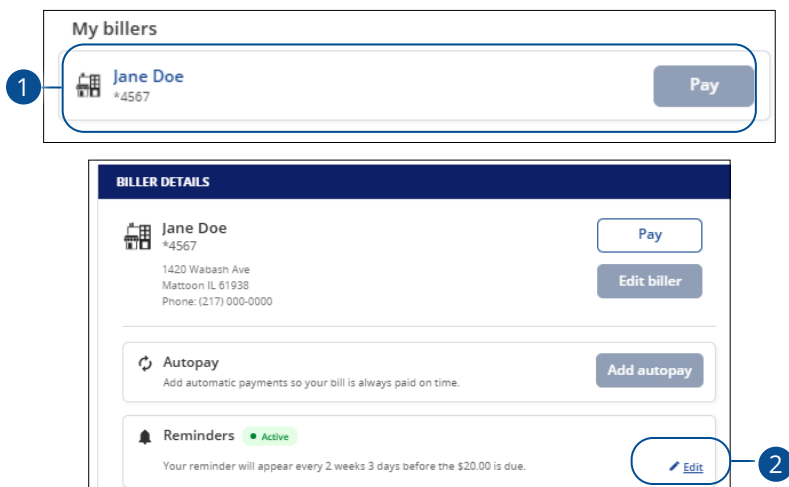 My billers
1
Jane Doe
*4567
Pay
BILLER DETAILS
Jane Doe
*4567
Pay
1420 Wabash Ave
Mattoon IL 61938
Phone: (217) 000-0000
Edit biller
Autopay
Add automatic payments so your bill is always paid on time.
Add autopay
Reminders Active
Your reminder will appear every 2 weeks 3 days before the $20.00 is due.
Edit
2